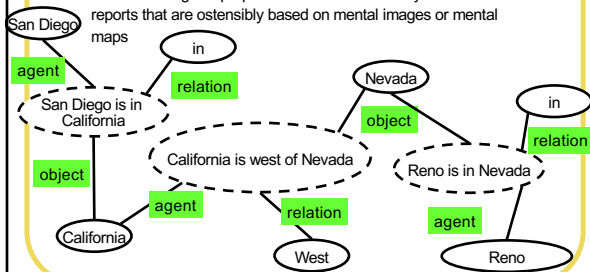 reports that are ostensibly based on mental images or mental
maps
San Diego
in
agent
relation
Nevada
in
San Diego is in
California
object
relation
California is west of Nevada
Reno is in Nevada
object
agent
relation
agent
California
West
Reno